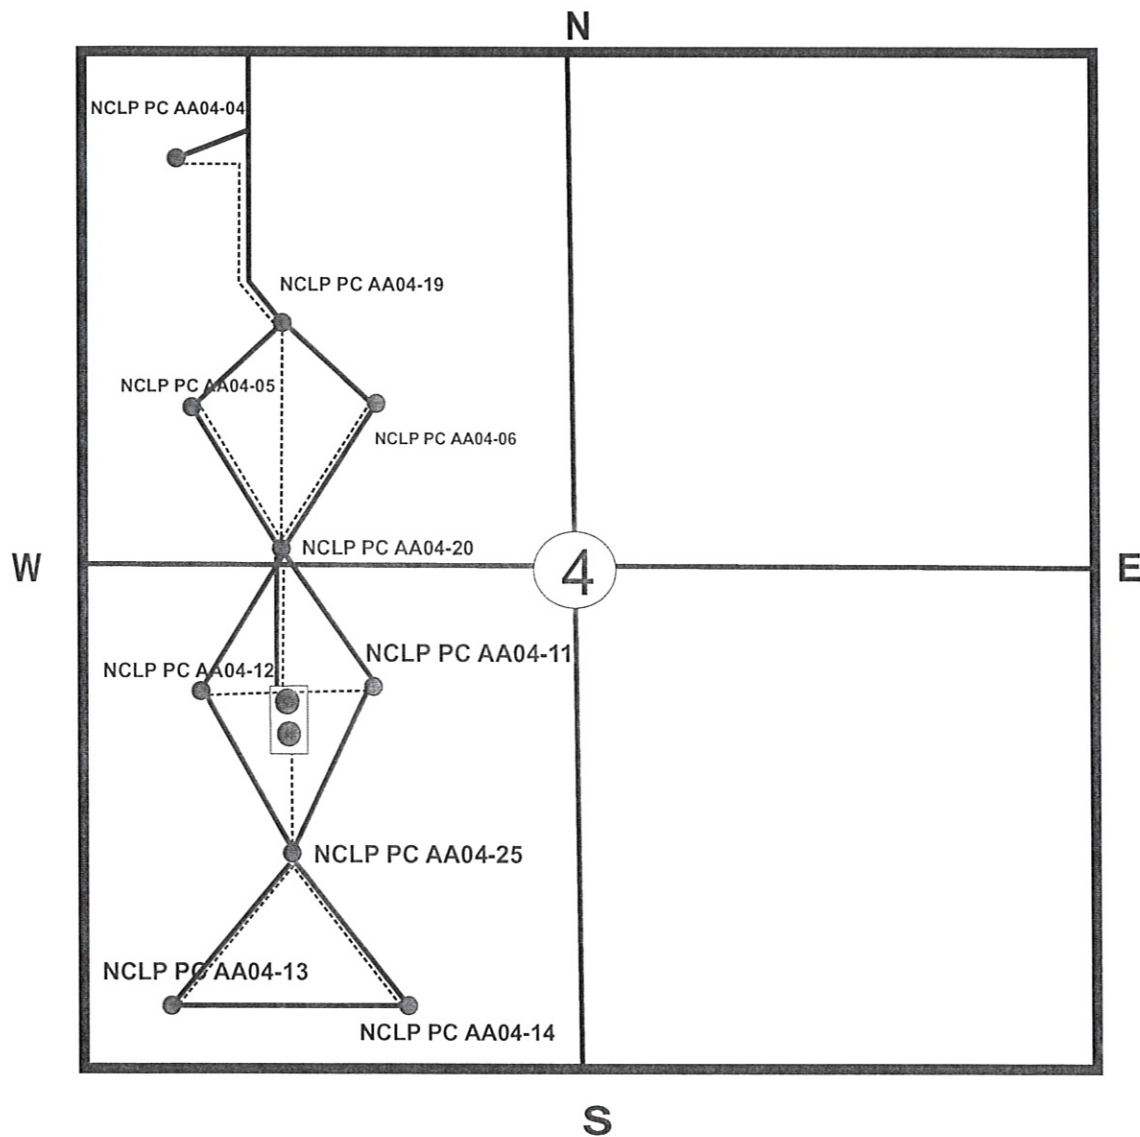 N
NCLP PC AA04-04
NCLP PC AA04-19
NCLP PC AA04-05
NCLP PC AA04-06
NCLP PC AA04-20
W
4
E
NCLP PC AA04-11
NCLP PC AA04-12
NCLP PC AA04-25
NCLP PC AA04-13
NCLP PC AA04-14
S